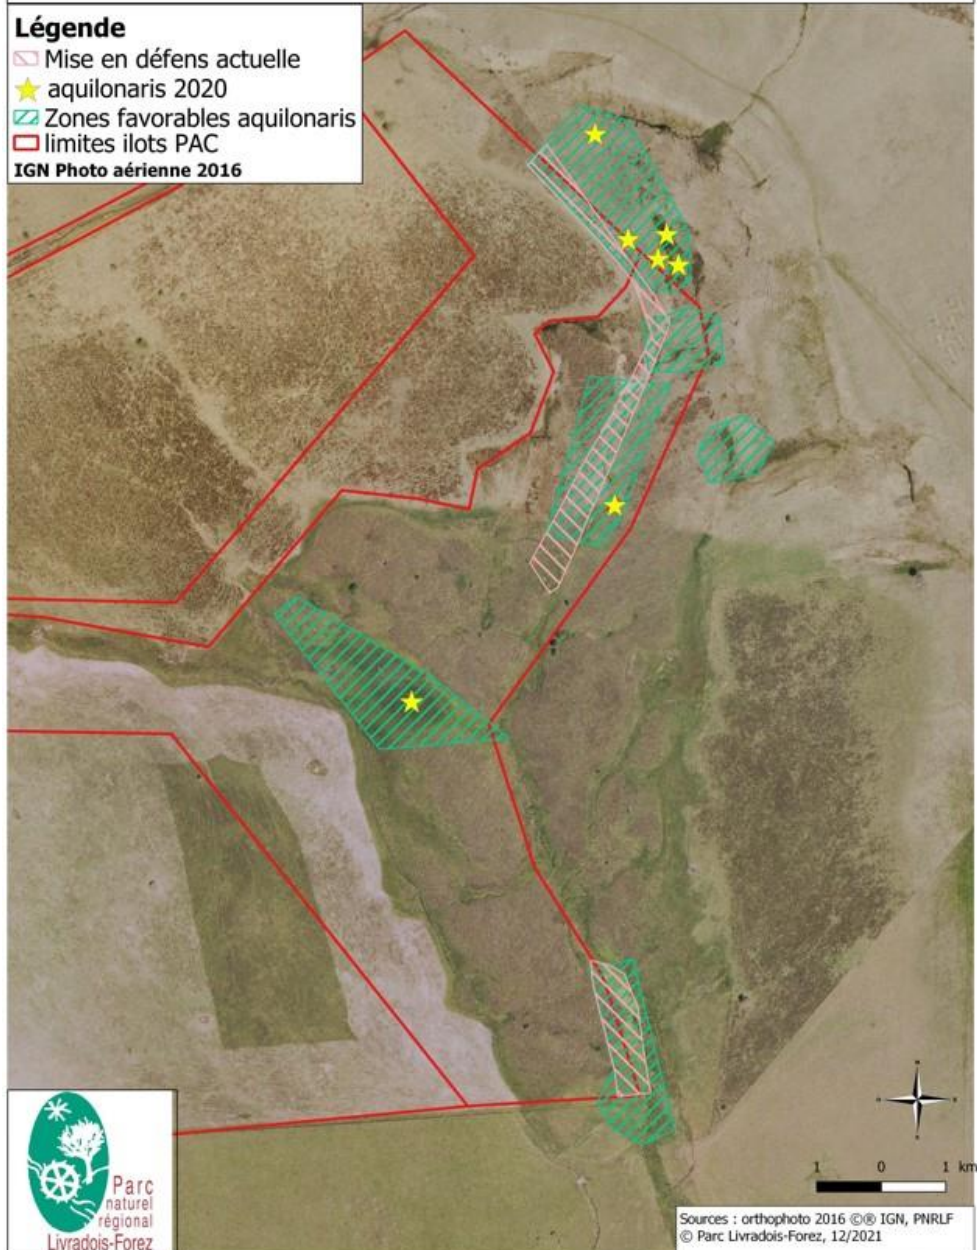 Légende
Mise en défens actuelle
aquilonaris 2020
Zones favorables aquilonaris
limites ilots PAC
IGN Photo aérienne 2016
Parc
naturel
régional
Livradois-Forez
1 0 1 km
Sources : orthophoto 2016 ©® IGN, PNRLF
© Parc Livradois-Forez, 12/2021